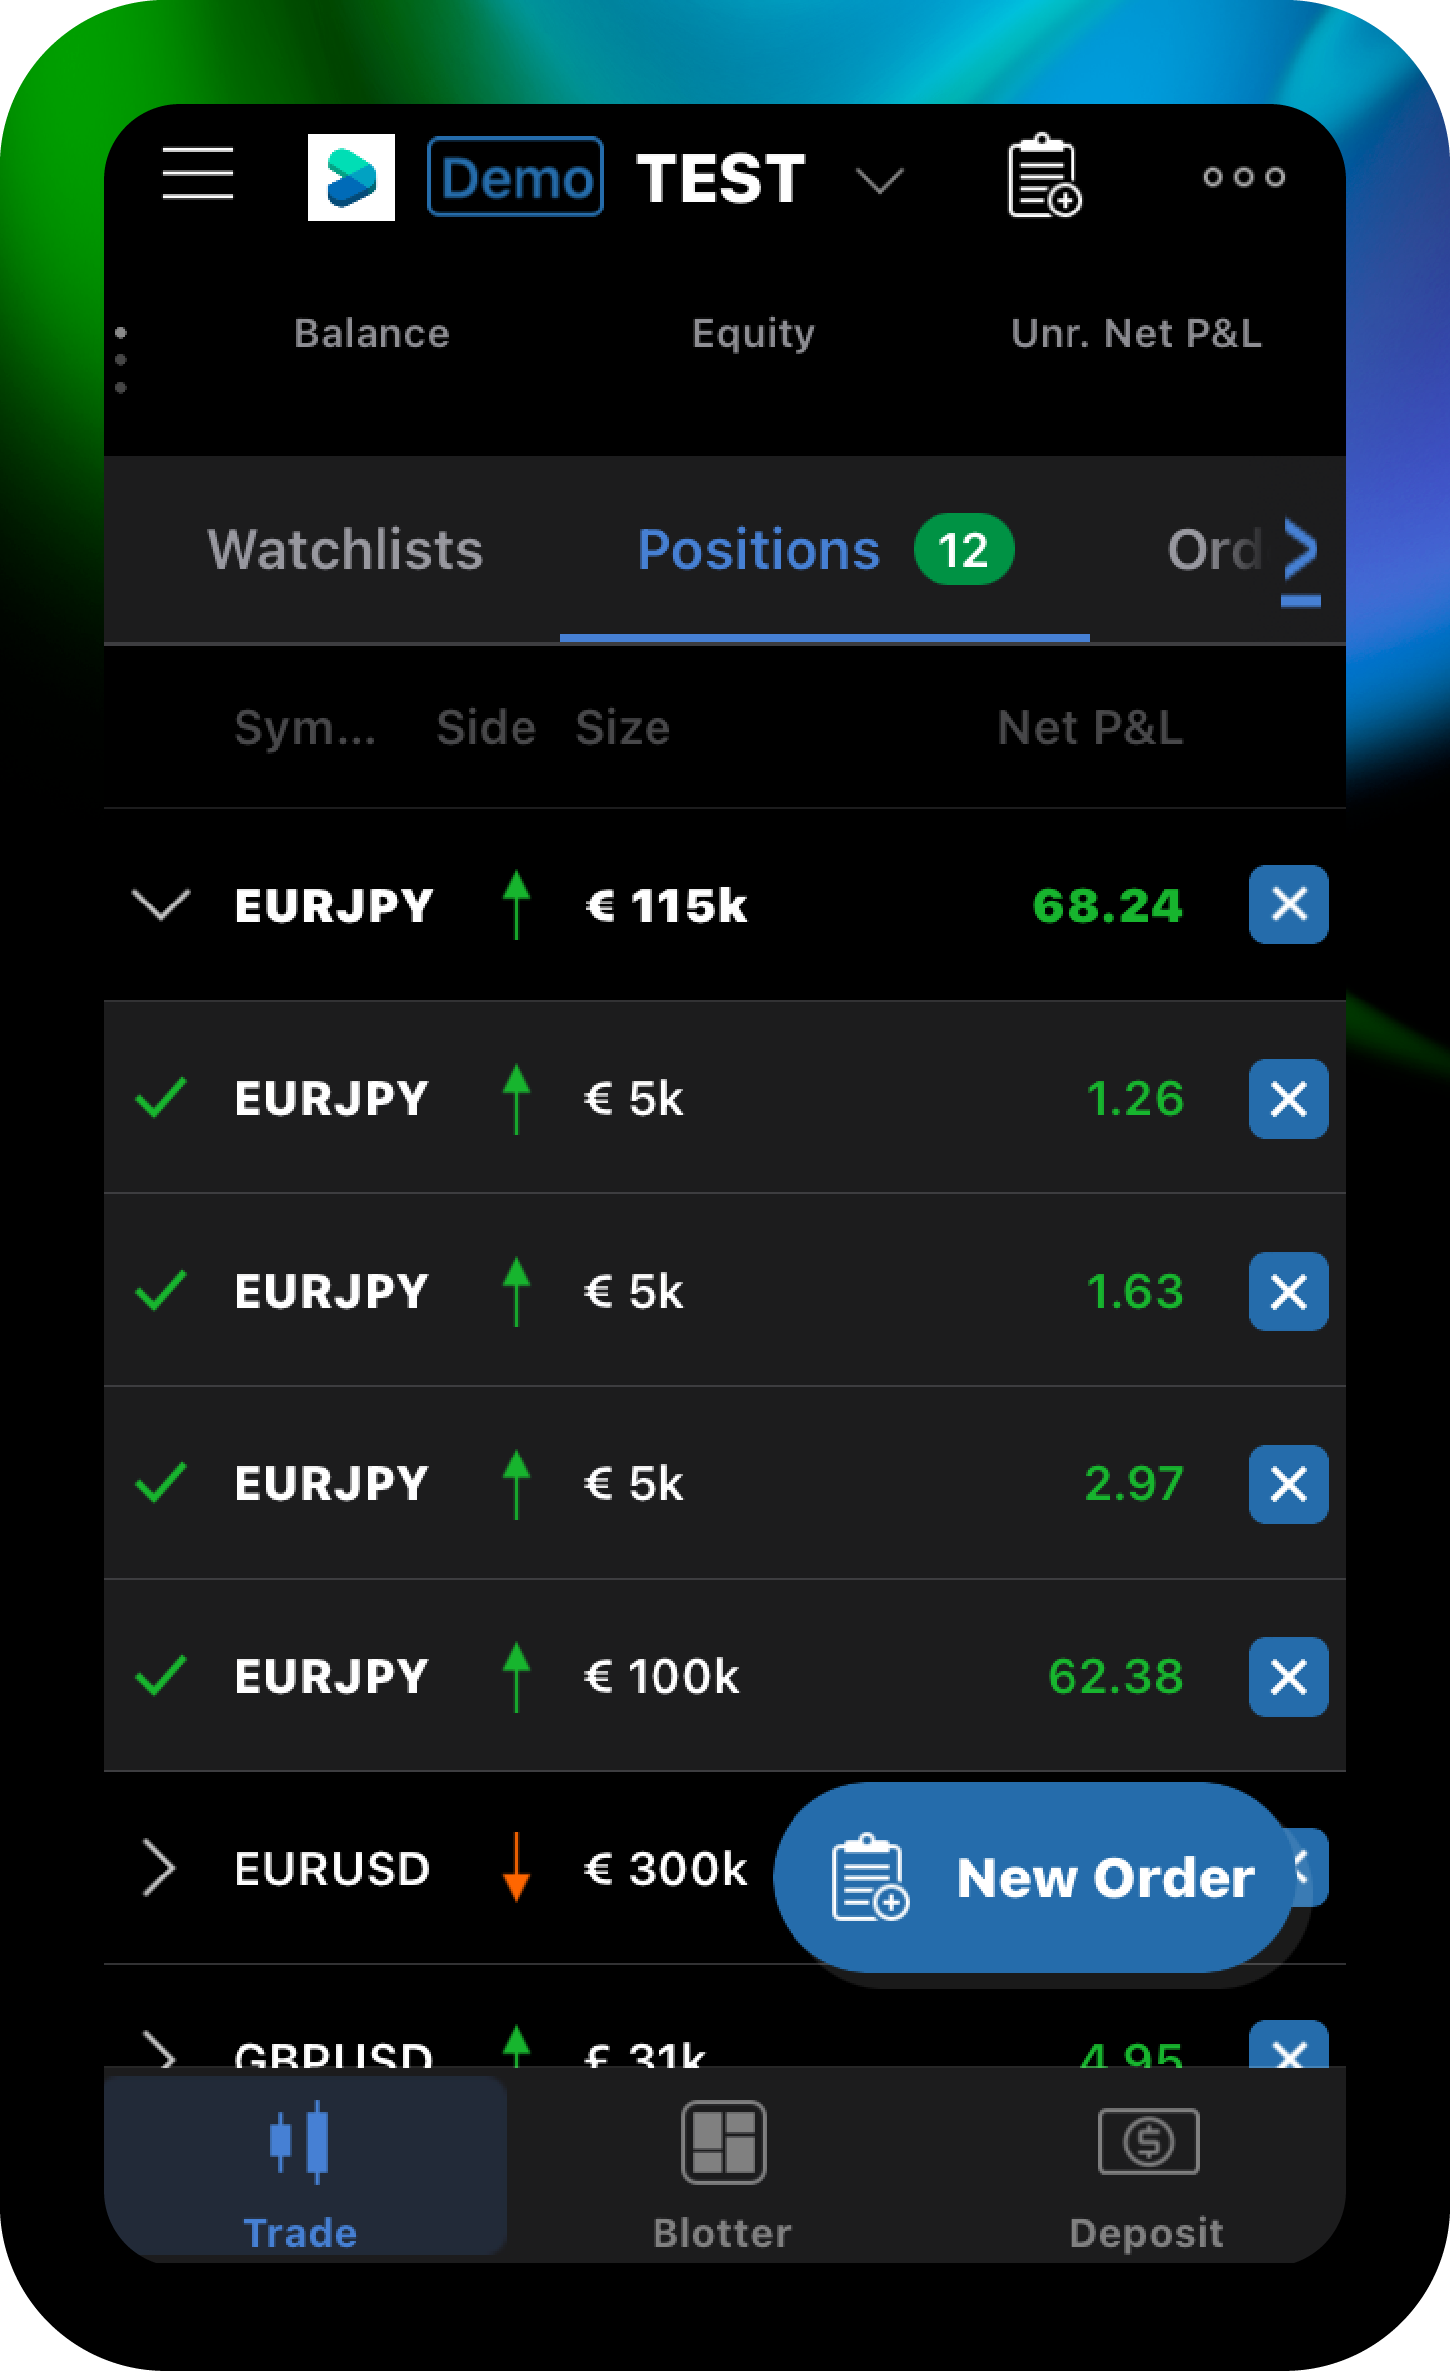 Demo TEST
Balance Equity Unr. Net P&L
Watchlists Positions 12 Ord
Sym... Side Size Net P&L
EURJPY € 115k 68.24
EURJPY € 5k 1.26
EURJPY € 5k 1.63
EURJPY € 5k 2.97
EURJPY € 100k 62.38
EURUSD € 300k
New Order
GBPUSD € 31k 4.95
Trade Blotter Deposit